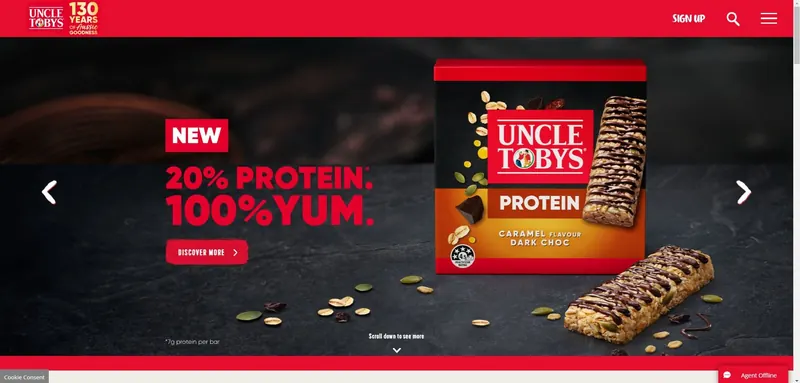 UNCLE
TOBYS
130
YEARS
OF Aussie
GOODNESS
SIGN UP
NEW
20% PROTEIN*.
100% YUM.
DISCOVER MORE
UNCLE
TOBYS
PROTEIN
CARAMEL FLAVOUR
DARK CHOC
*7g protein per bar
Scroll down to see more
Cookie Consent
Agent Offline